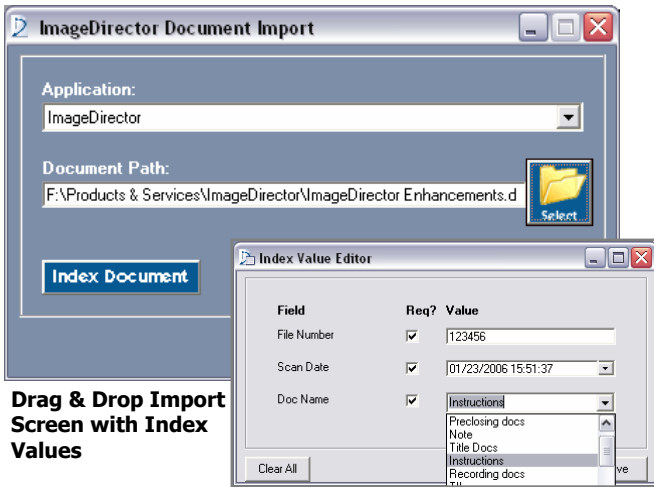 ImageDirector Document Import
Application:
ImageDirector
Document Path:
F:\Products & Services\ImageDirector\ImageDirector Enhancements.d
Select
Index Document
Index Value Editor
Field Req? Value
File Number 123456
Scan Date 01/23/2006 15:51:37
Doc Name Instructions
Preclosing docs
Note
Title Docs
Instructions
Recording docs
Clear All ve
Drag & Drop Import
Screen with Index
Values